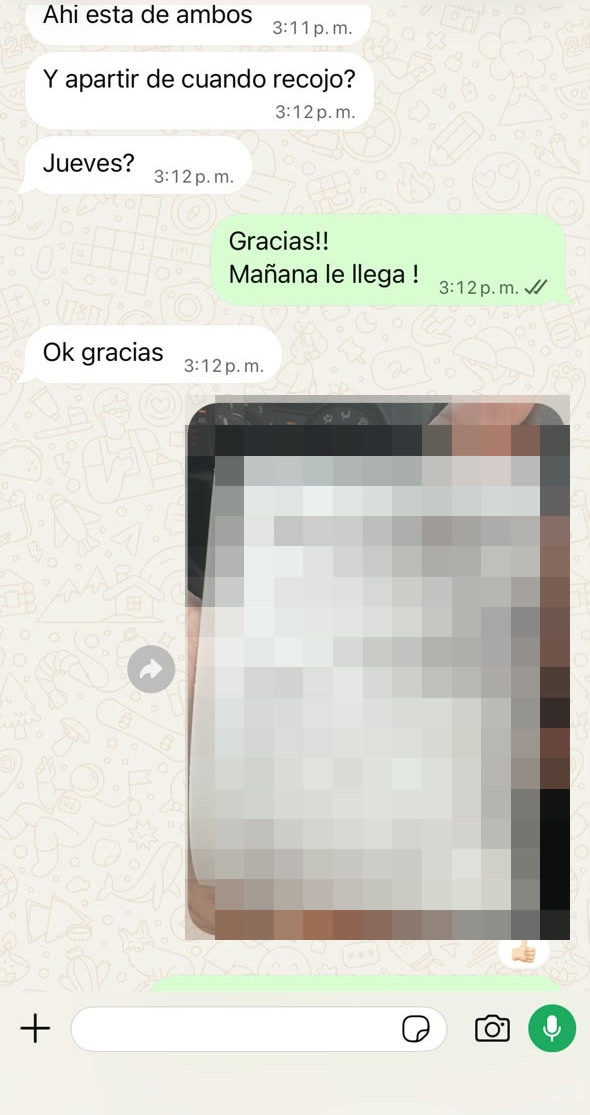 Ahi esta de ambos
3:11 p. m.
Y apartir de cuando recojo?
3:12 p. m.
Jueves?
3:12 p. m.
Gracias!!
Mañana le llega !
3:12 p. m.
Ok gracias
3:12 p. m.